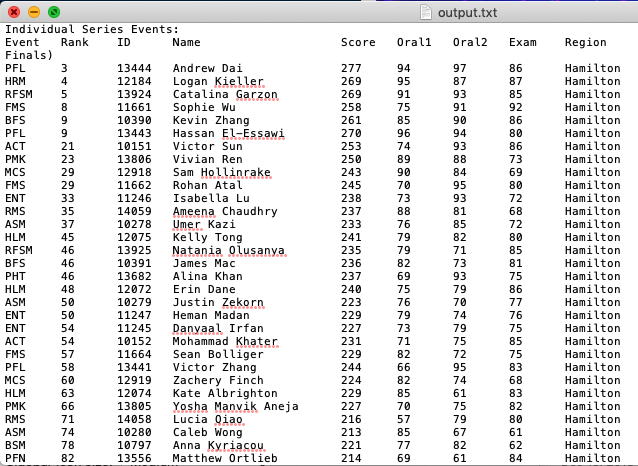 output.txt
Individual Series Events:
Event Rank ID Name Score Oral1 Oral2 Exam Region
Finals)
PFL 3 13444 Andrew Dai 277 94 97 86 Hamilton
HRM 4 12184 Logan Kieller 269 95 87 87 Hamilton
RFSM 5 13924 Catalina Garzon 269 91 93 85 Hamilton
FMS 8 11661 Sophie Wu 258 75 91 92 Hamilton
BFS 9 10390 Kevin Zhang 261 85 90 86 Hamilton
PFL 9 13443 Hassan El-Essawi 270 96 94 80 Hamilton
ACT 21 10151 Victor Sun 253 74 93 86 Hamilton
PMK 23 13806 Vivian Ren 250 89 88 73 Hamilton
MCS 29 12918 Sam Hollinrake 243 90 84 69 Hamilton
FMS 29 11662 Rohan Atal 245 70 95 80 Hamilton
ENT 33 11246 Isabella Lu 238 73 93 72 Hamilton
RMS 35 14059 Ameena Chaudhry 237 88 81 68 Hamilton
ASM 37 10278 Umer Kazi 233 76 85 72 Hamilton
HLM 45 12075 Kelly Tong 241 79 82 80 Hamilton
RFSM 46 13925 Natania Olusanya 235 79 71 85 Hamilton
BFS 46 10391 James Mac 236 82 73 81 Hamilton
PHT 46 13682 Alina Khan 237 69 93 75 Hamilton
HLM 48 12072 Erin Dane 240 75 79 86 Hamilton
ASM 50 10279 Justin Zekorn 223 76 70 77 Hamilton
ENT 50 11247 Heman Madan 229 79 74 76 Hamilton
ENT 54 11245 Danyaal Irfan 227 73 79 75 Hamilton
ACT 54 10152 Mohammad Khater 231 71 75 85 Hamilton
FMS 57 11664 Sean Bolliger 229 82 72 75 Hamilton
PFL 58 13441 Victor Zhang 244 66 95 83 Hamilton
MCS 60 12919 Zachery Finch 224 82 74 68 Hamilton
HLM 63 12074 Kate Albrighton 229 85 61 83 Hamilton
PMK 66 13805 Yosha Manvik Aneja 227 70 75 82 Hamilton
RMS 71 14058 Lucia Qiao 216 57 79 80 Hamilton
ASM 74 10280 Caleb Wong 213 85 67 61 Hamilton
BSM 78 10797 Anna Kyriacou 221 77 82 62 Hamilton
PFN 82 13556 Matthew Ortlieb 214 69 61 84 Hamilton